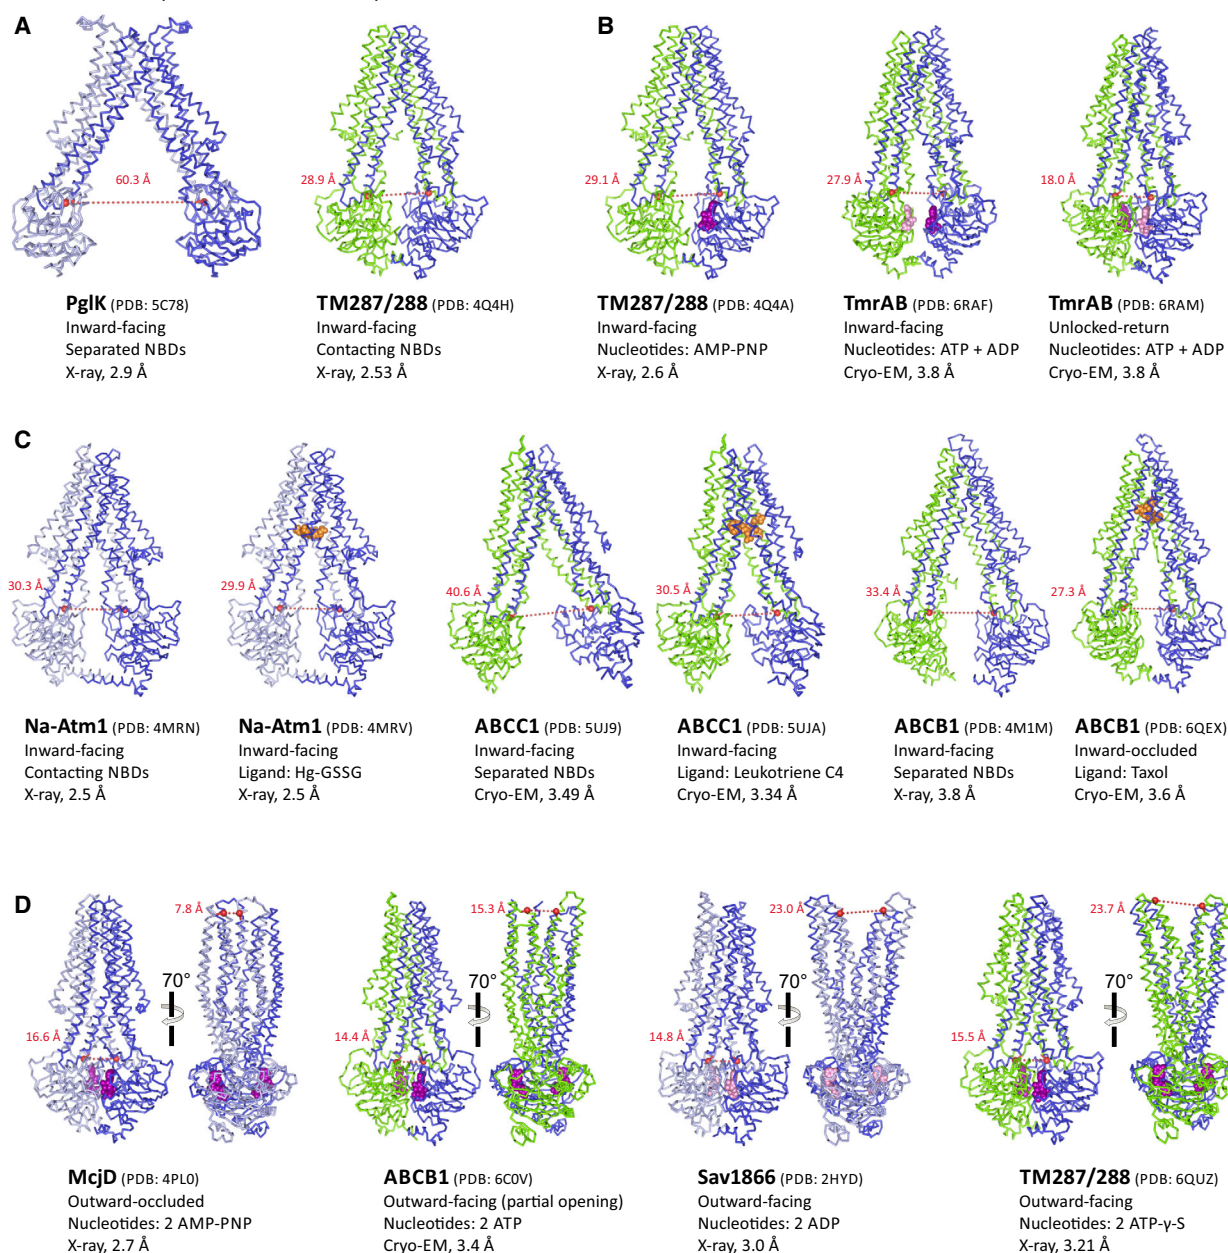 A
B
60.3 Å
28.9 Å
29.1 Å
27.9 Å
18.0 Å
PglK (PDB: 5C78)
Inward-facing
Separated NBDs
X-ray, 2.9 Å
TM287/288 (PDB: 4Q4H)
Inward-facing
Contacting NBDs
X-ray, 2.53 Å
TM287/288 (PDB: 4Q4A)
Inward-facing
Nucleotides: AMP-PNP
X-ray, 2.6 Å
TmrAB (PDB: 6RAF)
Inward-facing
Nucleotides: ATP + ADP
Cryo-EM, 3.8 Å
TmrAB (PDB: 6RAM)
Unlocked-return
Nucleotides: ATP + ADP
Cryo-EM, 3.8 Å
C
30.3 Å
29.9 Å
40.6 Å
30.5 Å
33.4 Å
27.3 Å
Na-Atm1 (PDB: 4MRN)
Inward-facing
Contacting NBDs
X-ray, 2.5 Å
Na-Atm1 (PDB: 4MRV)
Inward-facing
Ligand: Hg-GSSG
X-ray, 2.5 Å
ABCC1 (PDB: 5UJ9)
Inward-facing
Separated NBDs
Cryo-EM, 3.49 Å
ABCC1 (PDB: 5UJA)
Inward-facing
Ligand: Leukotriene C4
Cryo-EM, 3.34 Å
ABCB1 (PDB: 4M1M)
Inward-facing
Separated NBDs
X-ray, 3.8 Å
ABCB1 (PDB: 6QEX)
Inward-occluded
Ligand: Taxol
Cryo-EM, 3.6 Å
D
7.8 Å
70°
16.6 Å
15.3 Å
70°
14.4 Å
23.0 Å
70°
14.8 Å
23.7 Å
70°
15.5 Å
McjD (PDB: 4PL0)
Outward-occluded
Nucleotides: 2 AMP-PNP
X-ray, 2.7 Å
ABCB1 (PDB: 6C0V)
Outward-facing (partial opening)
Nucleotides: 2 ATP
Cryo-EM, 3.4 Å
Sav1866 (PDB: 2HYD)
Outward-facing
Nucleotides: 2 ADP
X-ray, 3.0 Å
TM287/288 (PDB: 6QUZ)
Outward-facing
Nucleotides: 2 ATP-γ-S
X-ray, 3.21 Å